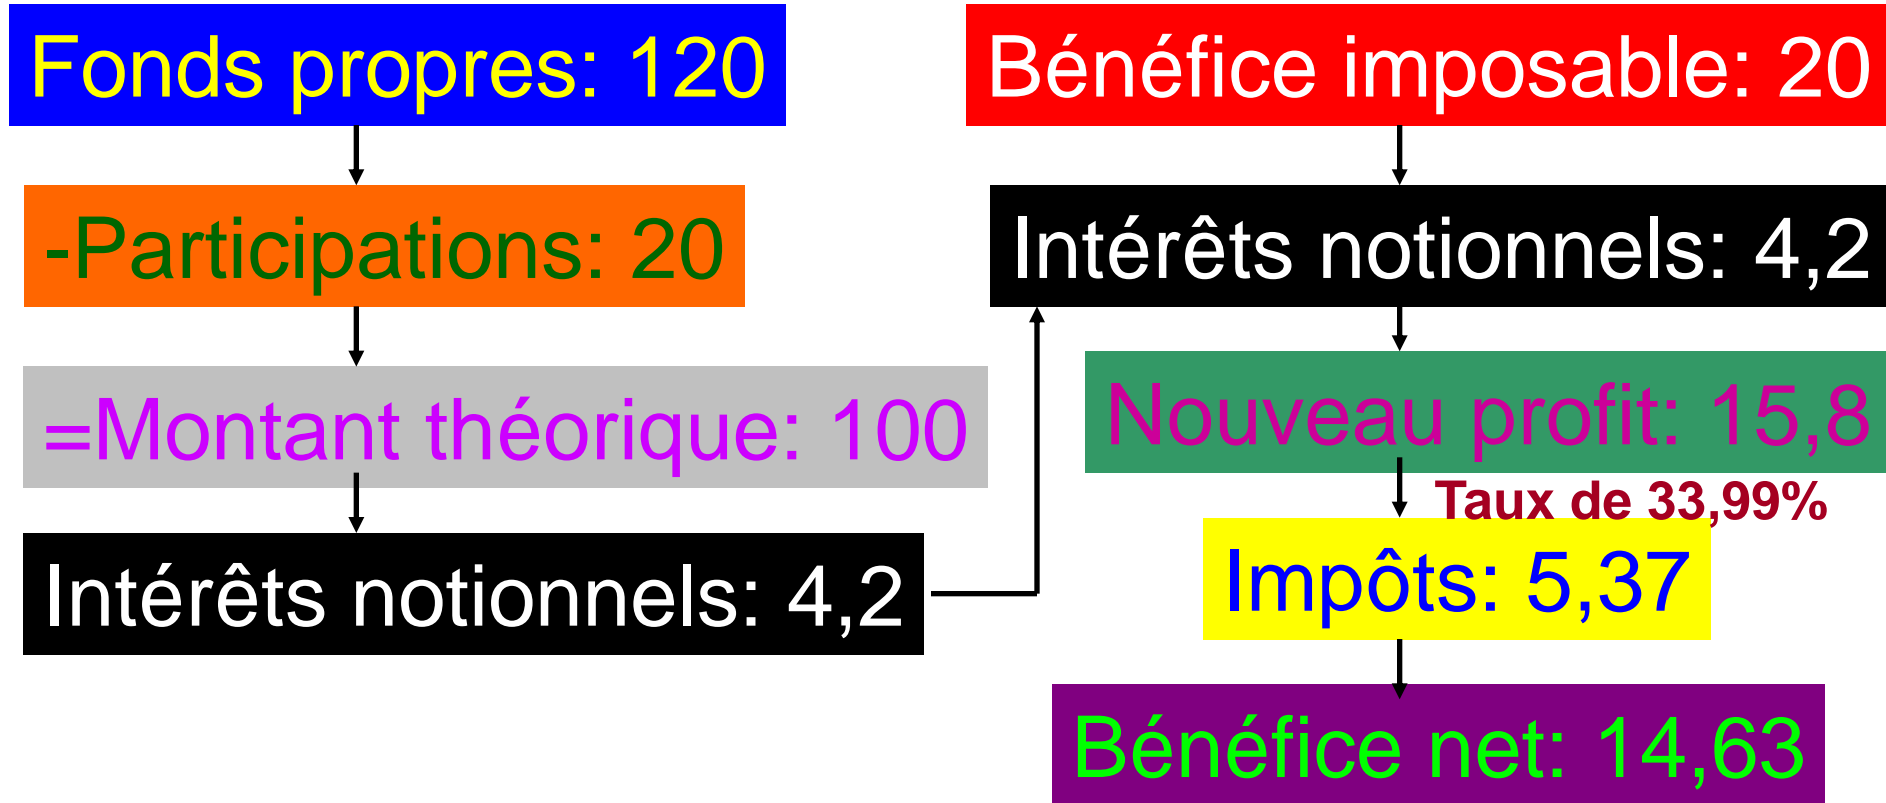 Fonds propres: 120
-Participations: 20
=Montant théorique: 100
Intérêts notionnels: 4,2
Bénéfice imposable: 20
Intérêts notionnels: 4,2
Nouveau profit: 15,8
Taux de 33,99%
Impôts: 5,37
Bénéfice net: 14,63